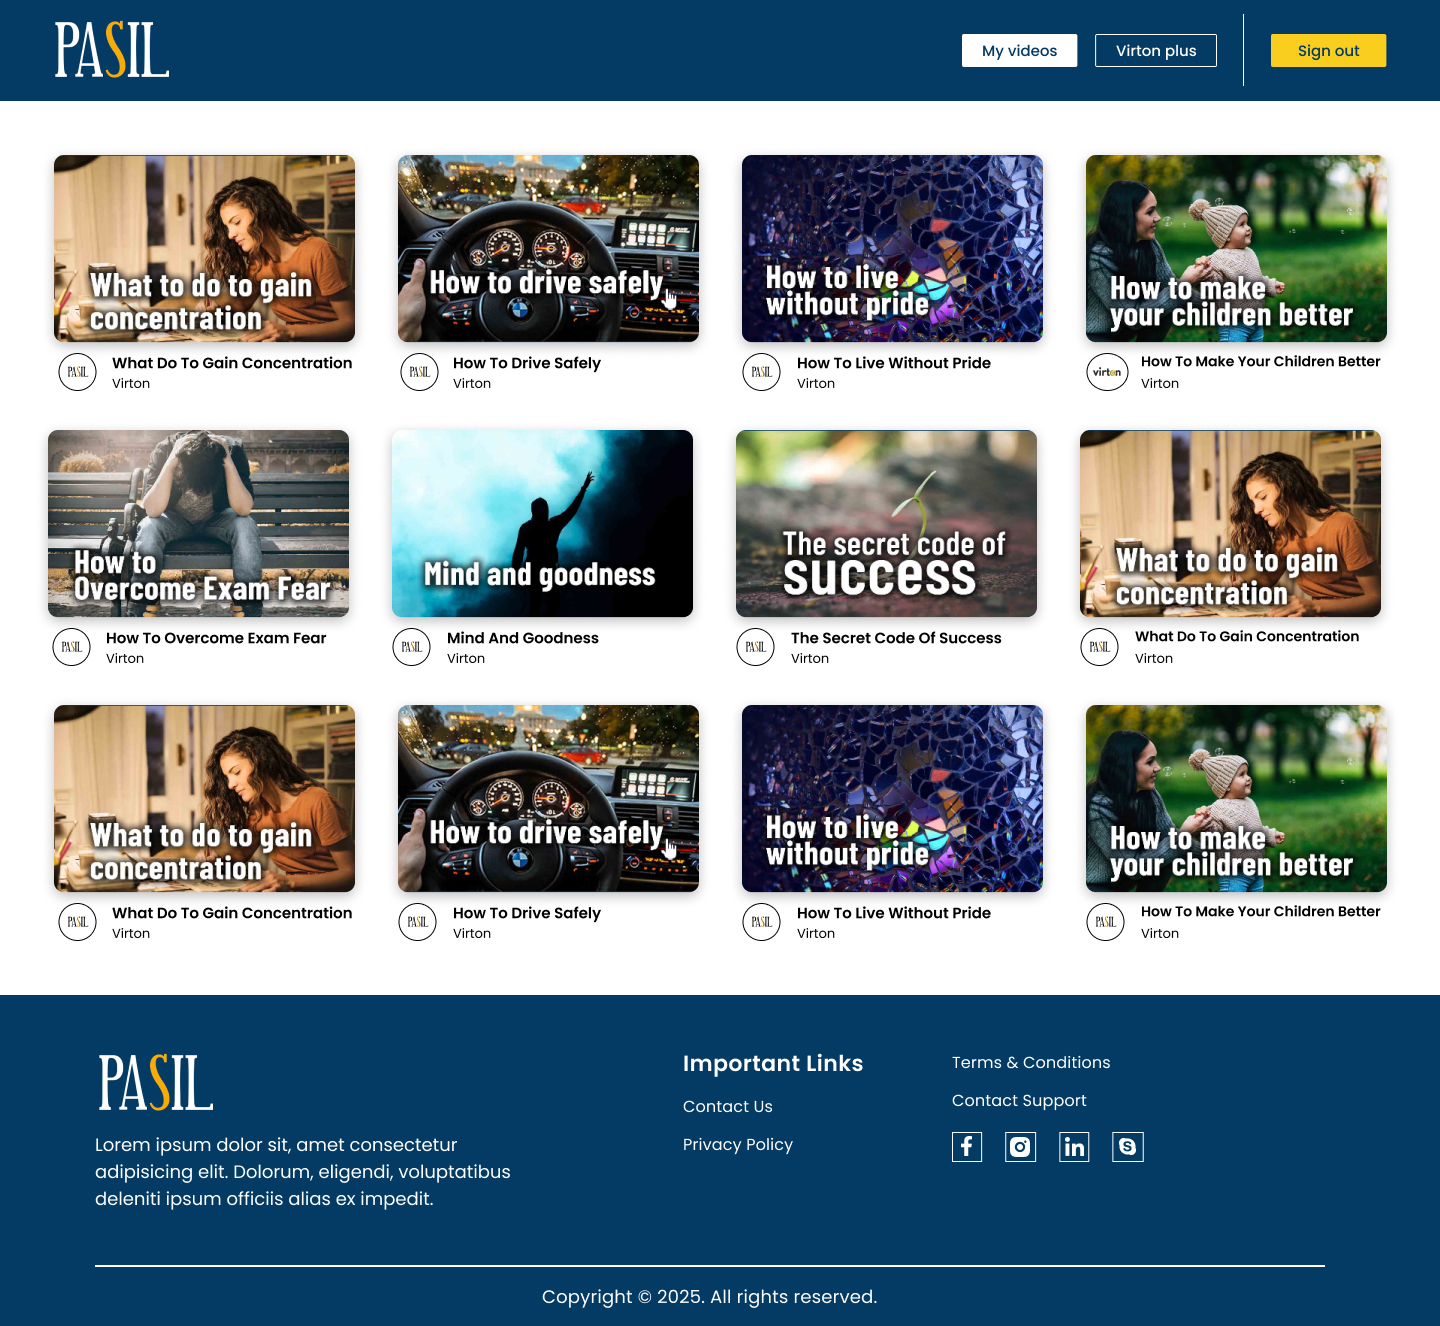 PASIL
My videos
Virton plus
Sign out
What to do to gain
concentration
How to drive safely
How to live
without pride
How to make
your children better
PASIL
What Do To Gain Concentration
Virton
PASIL
How To Drive Safely
Virton
PASIL
How To Live Without Pride
Virton
virton
How To Make Your Children Better
Virton
How to
Overcome Exam Fear
Mind and goodness
The secret code of
success
What to do to gain
concentration
PASIL
How To Overcome Exam Fear
Virton
PASIL
Mind And Goodness
Virton
PASIL
The Secret Code Of Success
Virton
PASIL
What Do To Gain Concentration
Virton
What to do to gain
concentration
How to drive safely
How to live
without pride
How to make
your children better
PASIL
What Do To Gain Concentration
Virton
PASIL
How To Drive Safely
Virton
PASIL
How To Live Without Pride
Virton
PASIL
How To Make Your Children Better
Virton
PASIL
Lorem ipsum dolor sit, amet consectetur
adipisicing elit. Dolorum, eligendi, voluptatibus
deleniti ipsum officiis alias ex impedit.
Important Links
Contact Us
Privacy Policy
Terms & Conditions
Contact Support
Copyright © 2025. All rights reserved.